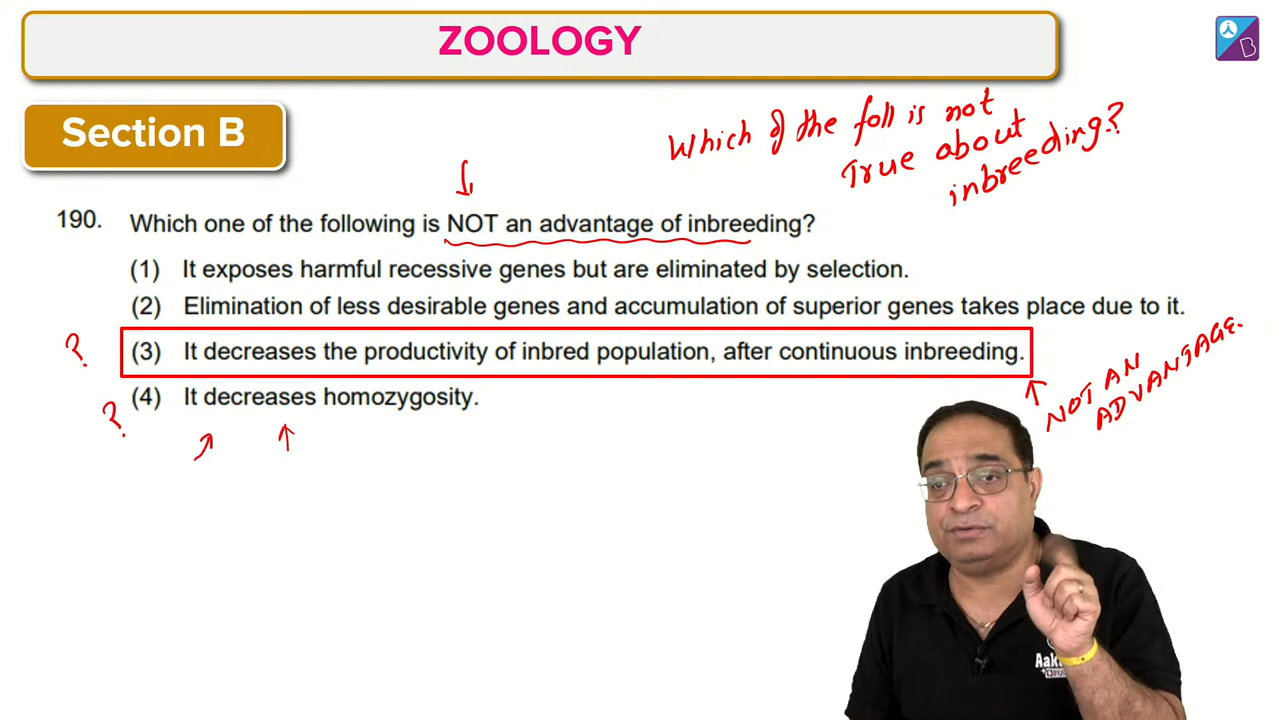 ZOOLOGY
Section B
Which of the foll is not
True about
inbreeding?
190. Which one of the following is NOT an advantage of inbreeding?
(1) It exposes harmful recessive genes but are eliminated by selection.
(2) Elimination of less desirable genes and accumulation of superior genes takes place due to it.
? (3) It decreases the productivity of inbred population, after continuous inbreeding.
? (4) It decreases homozygosity.
NOT AN
ADVANTAGE.
B